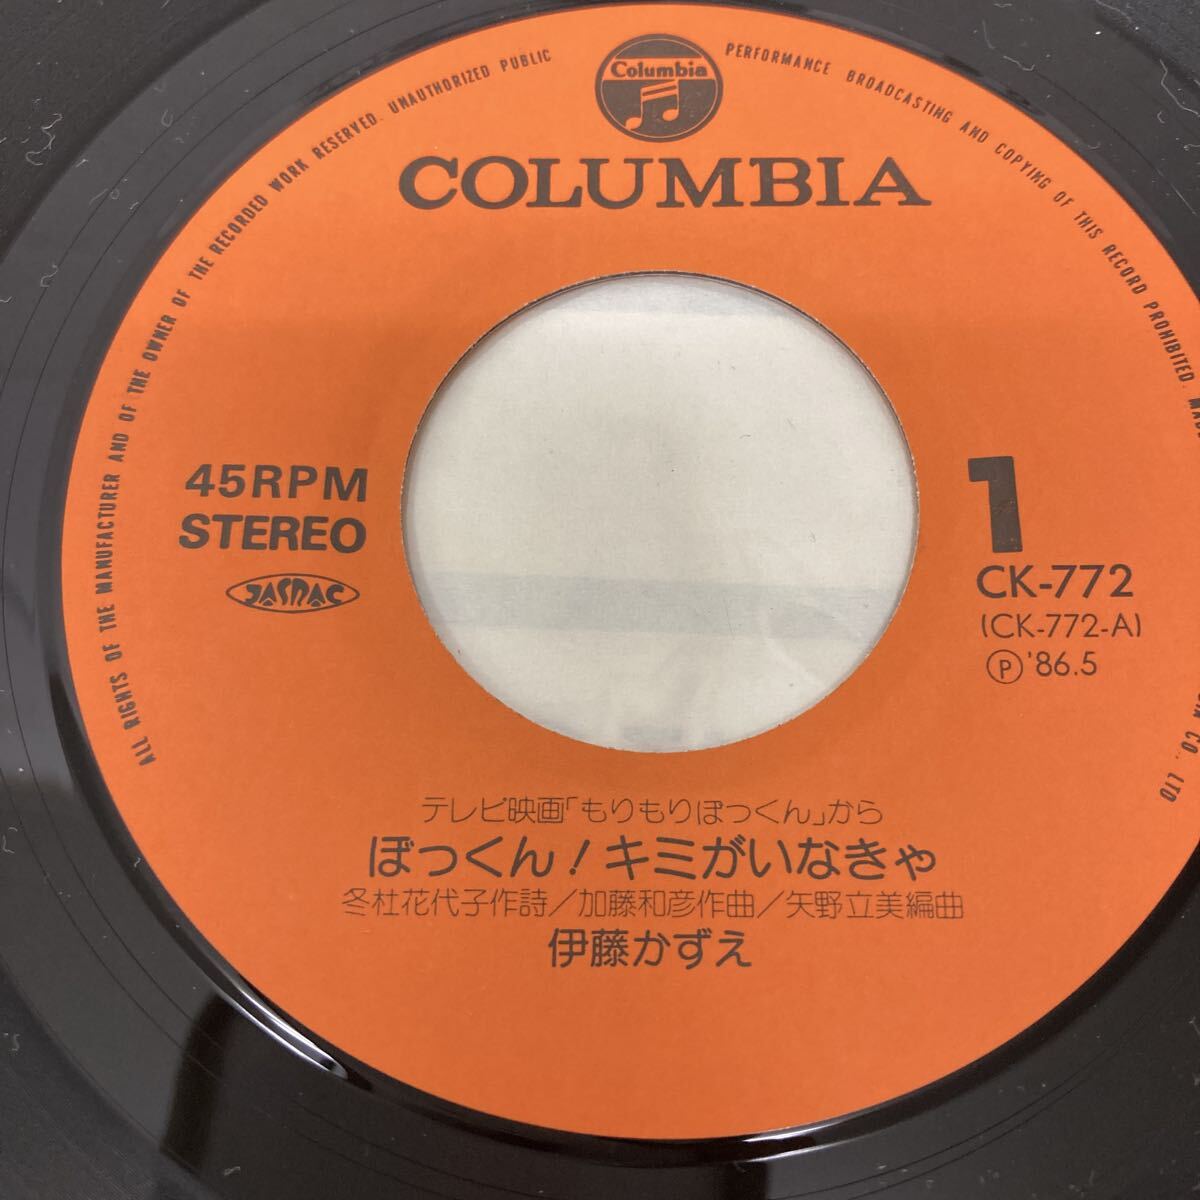 ALL RIGHTS OF THE MANUFACTURER AND OF THE OWNER OF THE RECORDED WORK RESERVED. UNAUTHORIZED PUBLIC PERFORMANCE BROADCASTING AND COPYING OF THIS RECORD PROHIBITED.
CO., LTD
Columbia
COLUMBIA
45RPM
STEREO
JASRAC
1
CK-772
(CK-772-A)
Ⓟ'86.5
テレビ映画「もりもりぼっくん」から
ぼっくん!キミがいなきゃ
冬杜花代子作詩/加藤和彦作曲/矢野立美編曲
伊藤かずえ